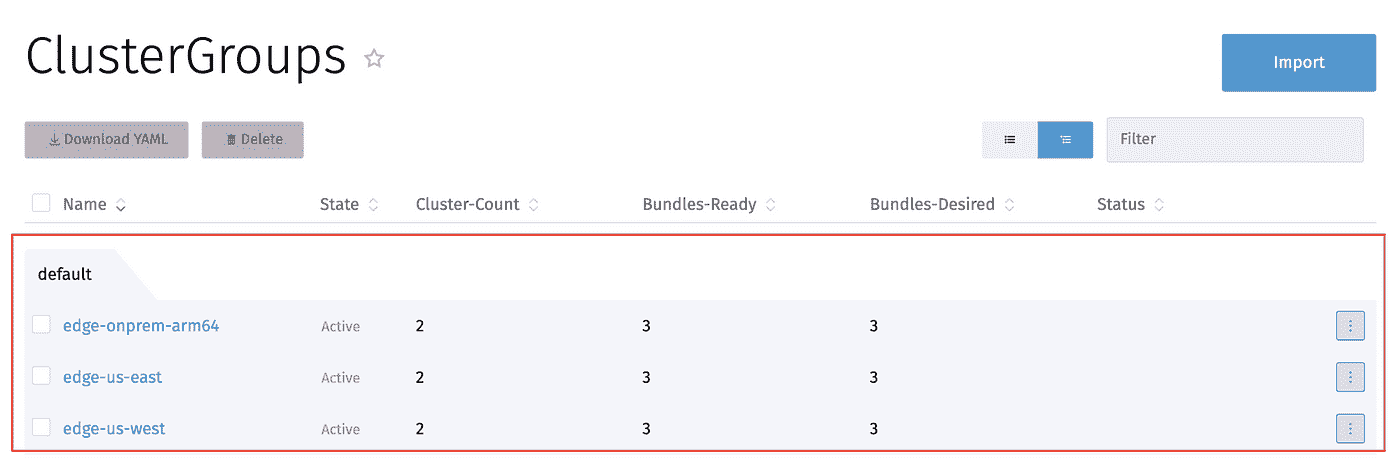 ClusterGroups
Import
Download YAML Delete Filter
Name State Cluster-Count Bundles-Ready Bundles-Desired Status
default
edge-onprem-arm64 Active 2 3 3
edge-us-east Active 2 3 3
edge-us-west Active 2 3 3